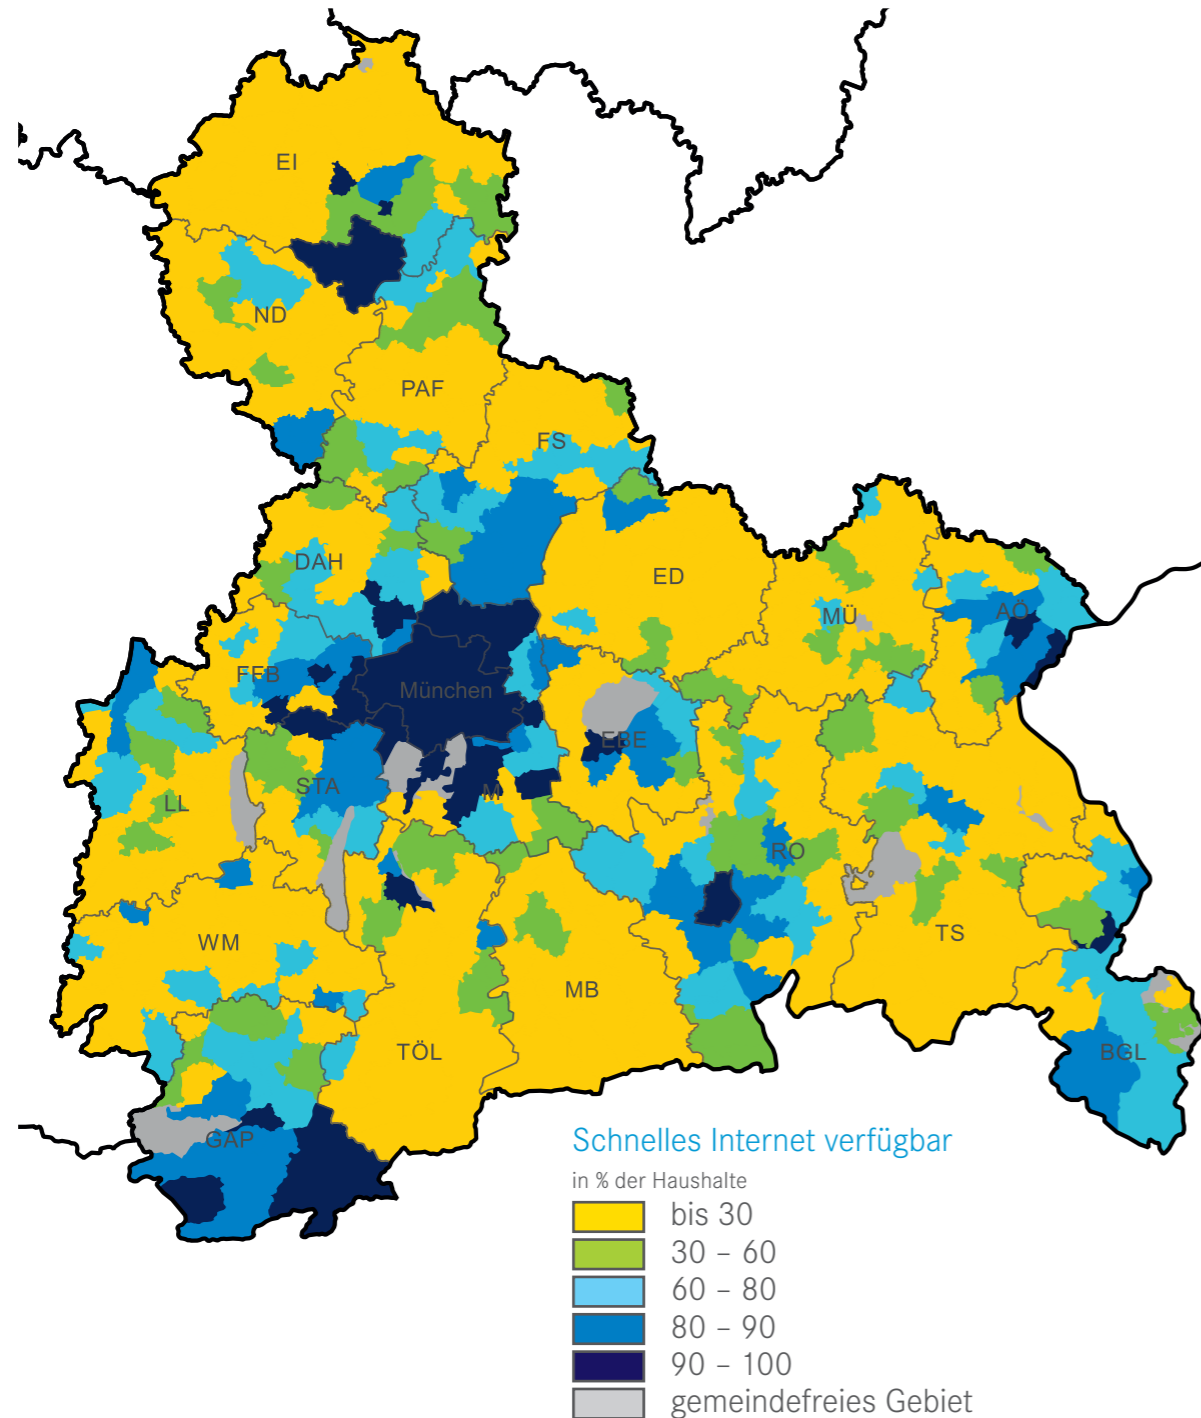 EI
ND
PAF
FS
DAH
ED
MÜ
AÖ
FFB
München
EBE
STA
M
LL
RO
WM
TS
MB
TÖL
BGL
GAP
Schnelles Internet verfügbar
in % der Haushalte
bis 30
30 – 60
60 – 80
80 – 90
90 – 100
gemeindefreies Gebiet